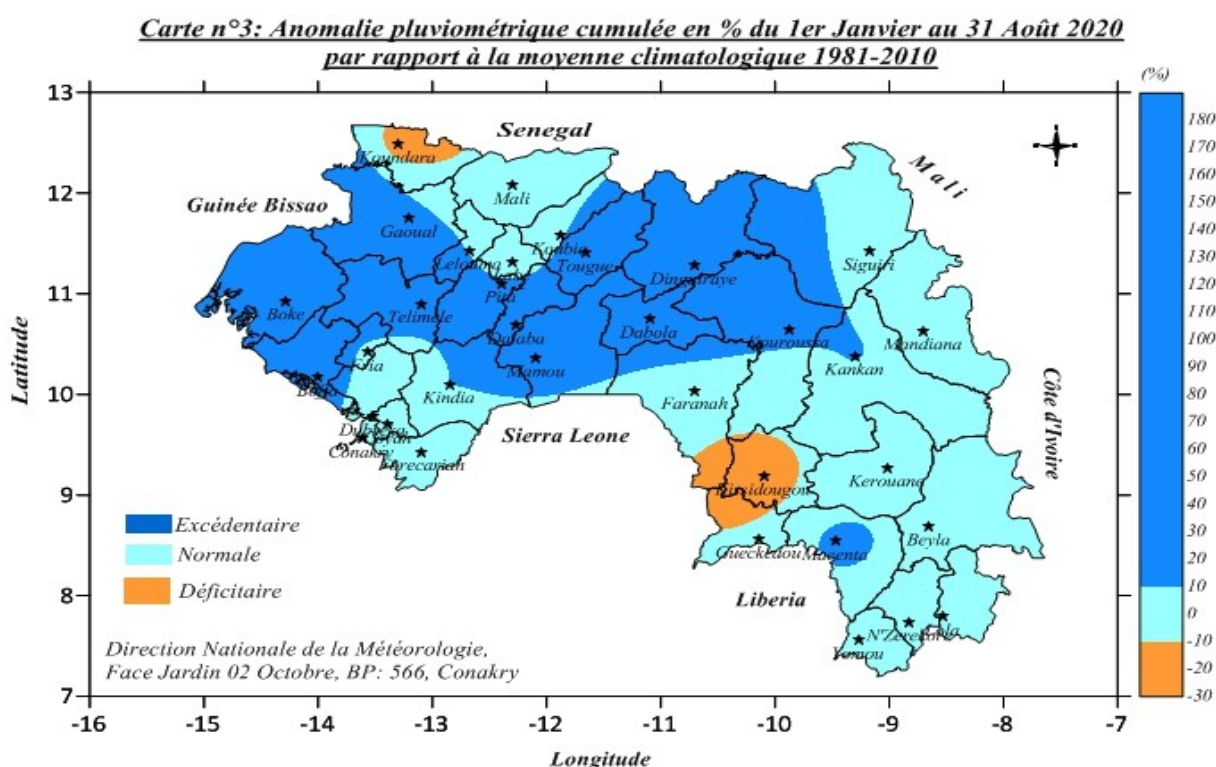 Carte n°3: Anomalie pluviométrique cumulée en % du 1er Janvier au 31 Août 2020
par rapport à la moyenne climatologique 1981-2010
(%)
13
12
11
10
9
8
7
Latitude
Senegal
Mali
Guinée Bissao
Sierra Leone
Liberia
Côte d'Ivoire
Koundara
Mali
Gaoual
Koubia
Lelouma
Tougue
Siguiri
Dinguiraye
Pita
Boke
Telimele
Dalaba
Dabola
Kouroussa
Mandiana
Fria
Mamou
Kankan
Boffa
Kindia
Faranah
Dubreka
Conakry
Forecariah
Kissidougou
Kerouane
Gueckedou
Macenta
Beyla
N'Zerekore
Lola
Yomou
Excédentaire
Normale
Déficitaire
Direction Nationale de la Météorologie,
Face Jardin 02 Octobre, BP: 566, Conakry
-16 -15 -14 -13 -12 -11 -10 -9 -8 -7
Longitude
180
170
160
150
140
130
120
110
100
90
80
70
60
50
40
30
20
10
0
-10
-20
-30